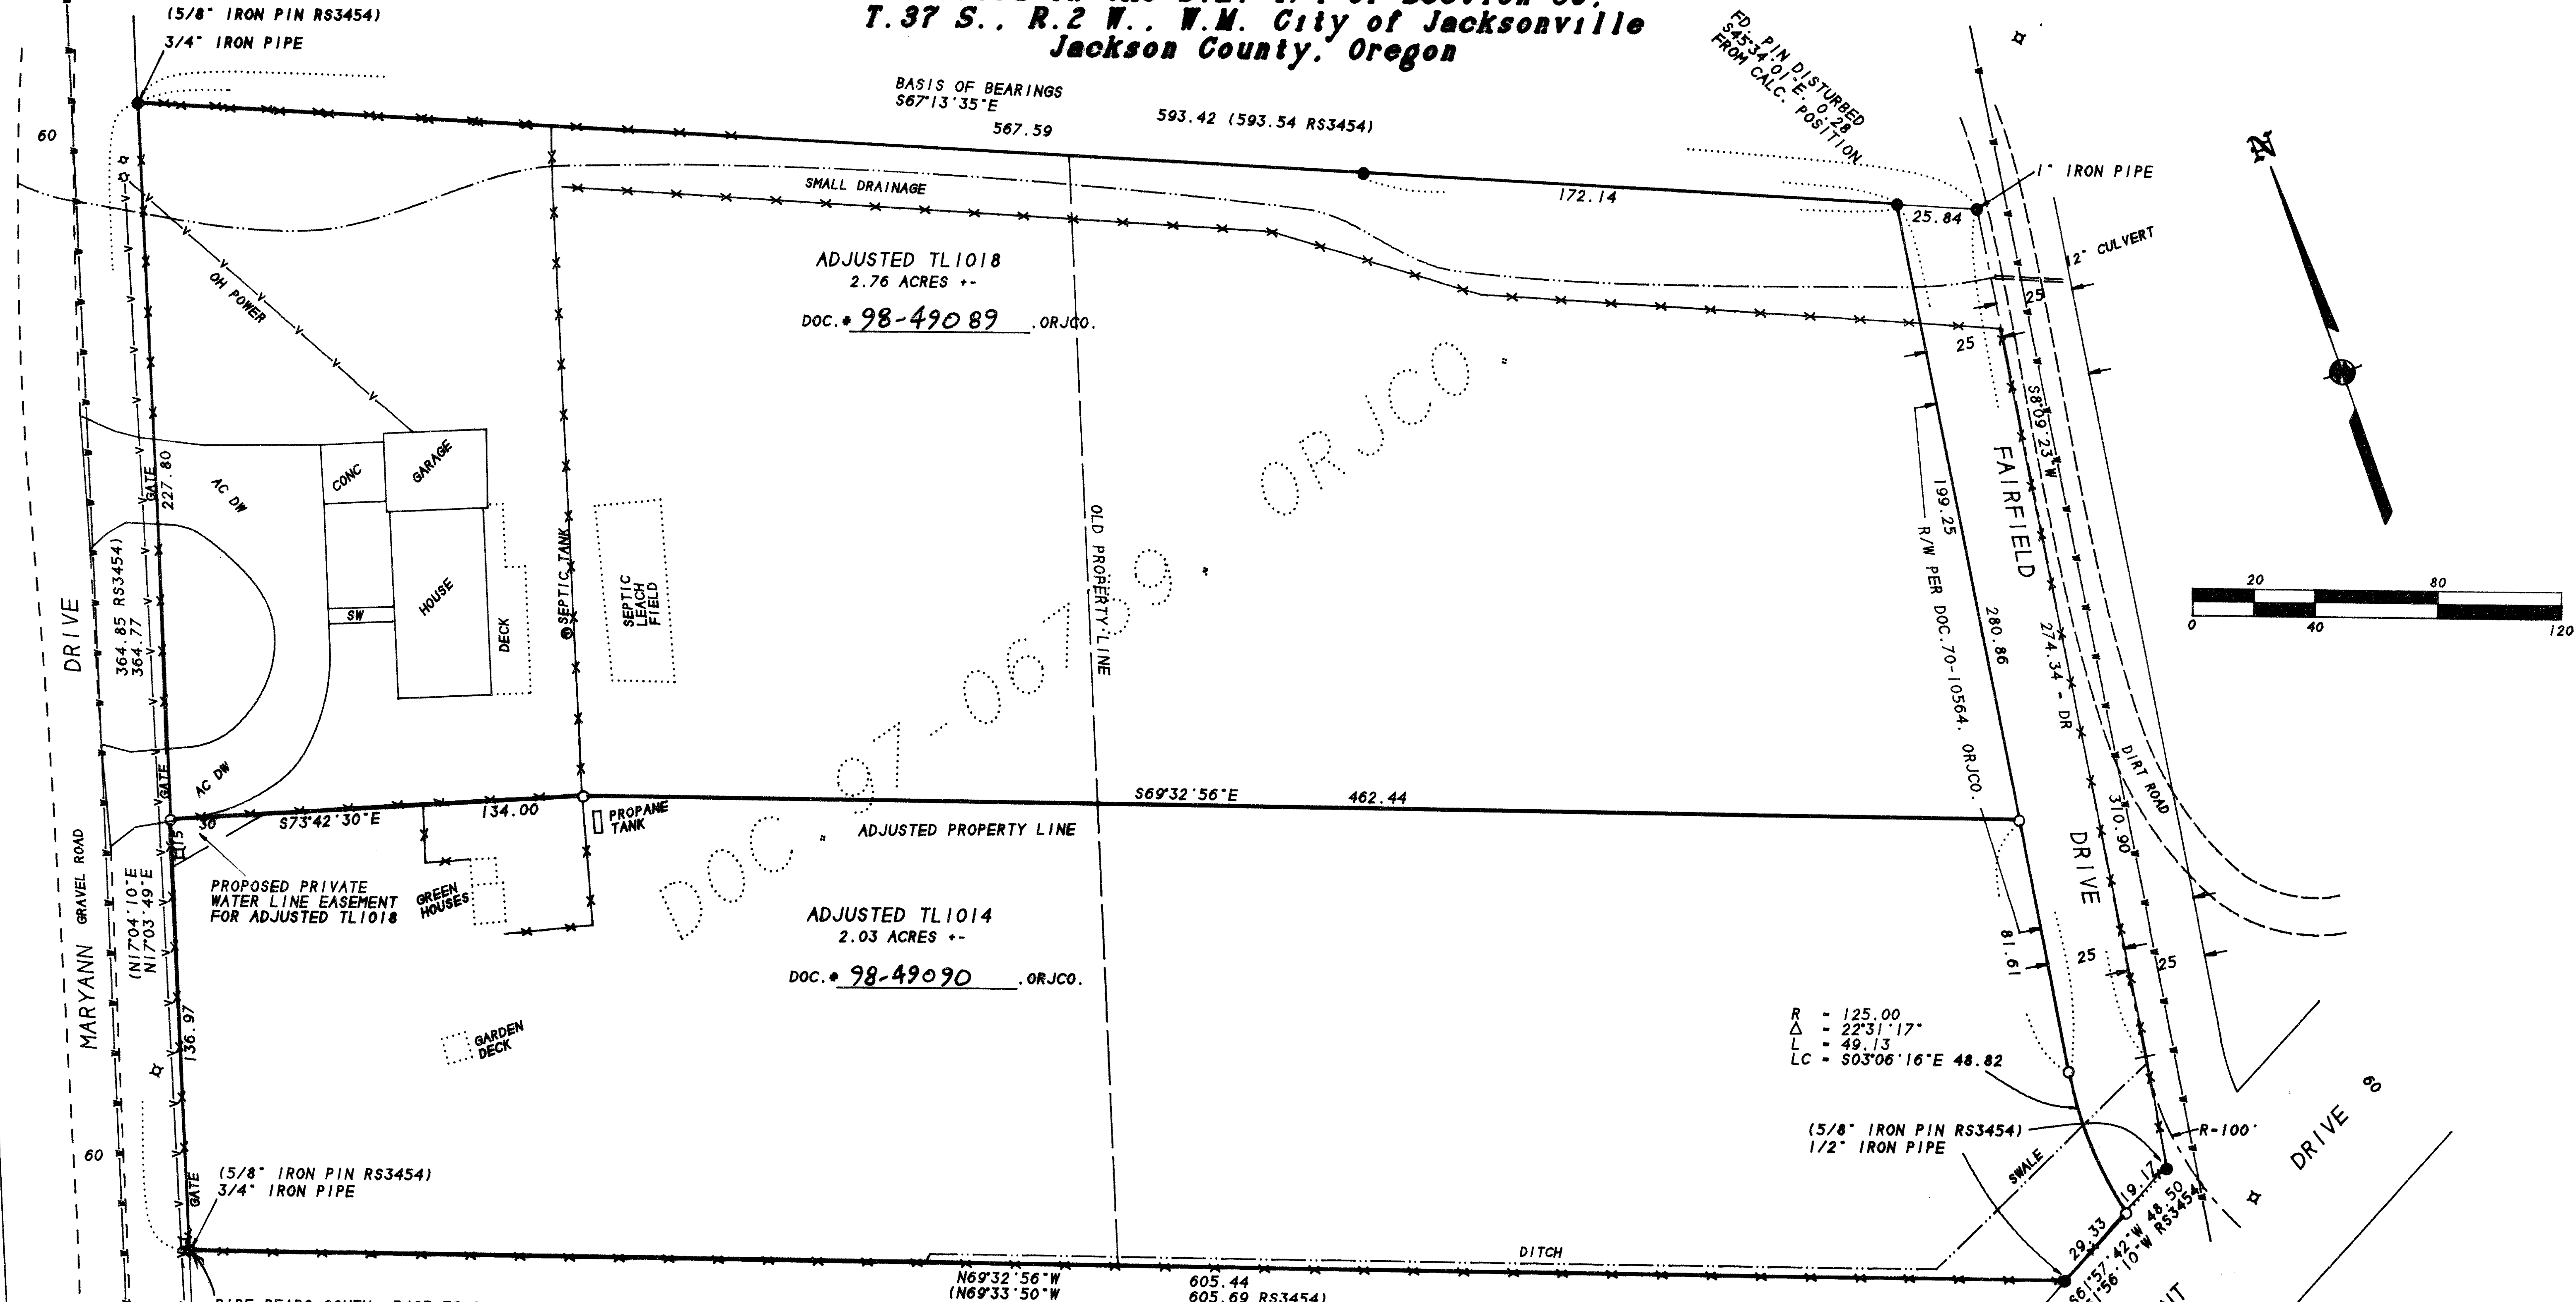 (5/8" IRON PIN RS3454)
3/4" IRON PIPE
T.37 S., R.2 W., W.M. City of Jacksonville
Jackson County, Oregon
FD. PIN DISTURBED
S45°34'01"E, 0.28
FROM CALC. POSITION
BASIS OF BEARINGS
S67°13'35"E
567.59
593.42 (593.54 RS3454)
60
1" IRON PIPE
SMALL DRAINAGE
172.14
25.84
12" CULVERT
ADJUSTED TL1018
2.76 ACRES +-
DOC.# 98-49089 , ORJCO.
OH POWER
25
25
S8°09'23"W
FAIRFIELD
199.25
R/W PER DOC.70-10564, ORJCO.
280.86
274.34 - DR
310.90
DIRT ROAD
DRIVE
20
80
0
40
120
GATE
227.80
AC DW
CONC
GARAGE
HOUSE
SW
DECK
SEPTIC TANK
SEPTIC
LEACH
FIELD
OLD PROPERTY LINE
DOC. 97-06759, ORJCO.
DRIVE
364.85 RS3454)
364.77
GATE
AC DW
S69°32'56"E
462.44
S73°42'30"E
134.00
30
15
PROPANE
TANK
ADJUSTED PROPERTY LINE
PROPOSED PRIVATE
WATER LINE EASEMENT
FOR ADJUSTED TL1018
GREEN
HOUSES
MARYANN
GRAVEL ROAD
(N17°04'10"E
N17°03'49"E
ADJUSTED TL1014
2.03 ACRES +-
DOC.# 98-49090 , ORJCO.
81.61
25
25
136.97
GARDEN
DECK
R = 125.00
Δ = 22°31'17"
L = 49.13
LC = S03°06'16"E 48.82
(5/8" IRON PIN RS3454)
1/2" IRON PIPE
R=100'
DRIVE
60
60
(5/8" IRON PIN RS3454)
3/4" IRON PIPE
GATE
SWALE
19.17
29.33
S61°57'42"W 48.50
DITCH
N69°32'56"W
605.44
(N69°33'50"W
605.69 RS3454)